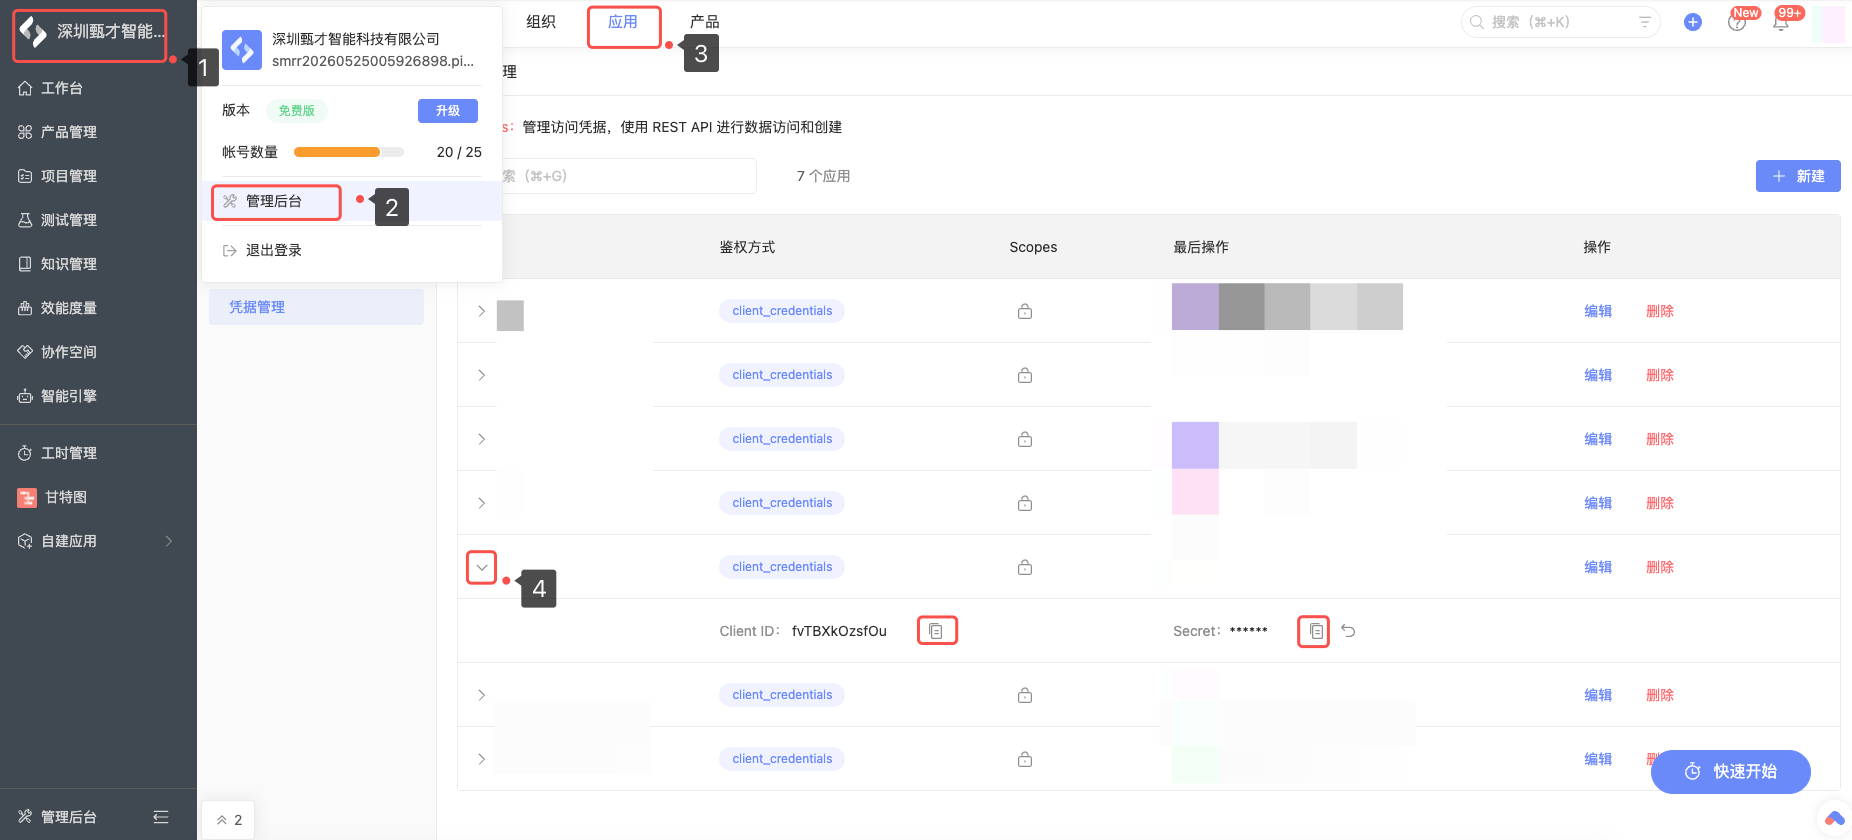 深圳甄才智能...
工作台
产品管理
项目管理
测试管理
知识管理
效能度量
协作空间
智能引擎
工时管理
甘特图
自建应用
管理后台
1
深圳甄才智能科技有限公司
smrr20260525005926898.pi...
版本 免费版 升级
帐号数量 20 / 25
管理后台
2
退出登录
凭据管理
2
组织 应用 产品
3
搜索（⌘+K）
New
99+
理
s：管理访问凭据，使用 REST API 进行数据访问和创建
索（⌘+G） 7 个应用 新建
鉴权方式 Scopes 最后操作 操作
client_credentials 编辑 删除
client_credentials 编辑 删除
client_credentials 编辑 删除
client_credentials 编辑 删除
client_credentials 编辑 删除
4
Client ID： fvTBXkOzsfOu Secret： ******
client_credentials 编辑 删除
client_credentials 编辑
快速开始